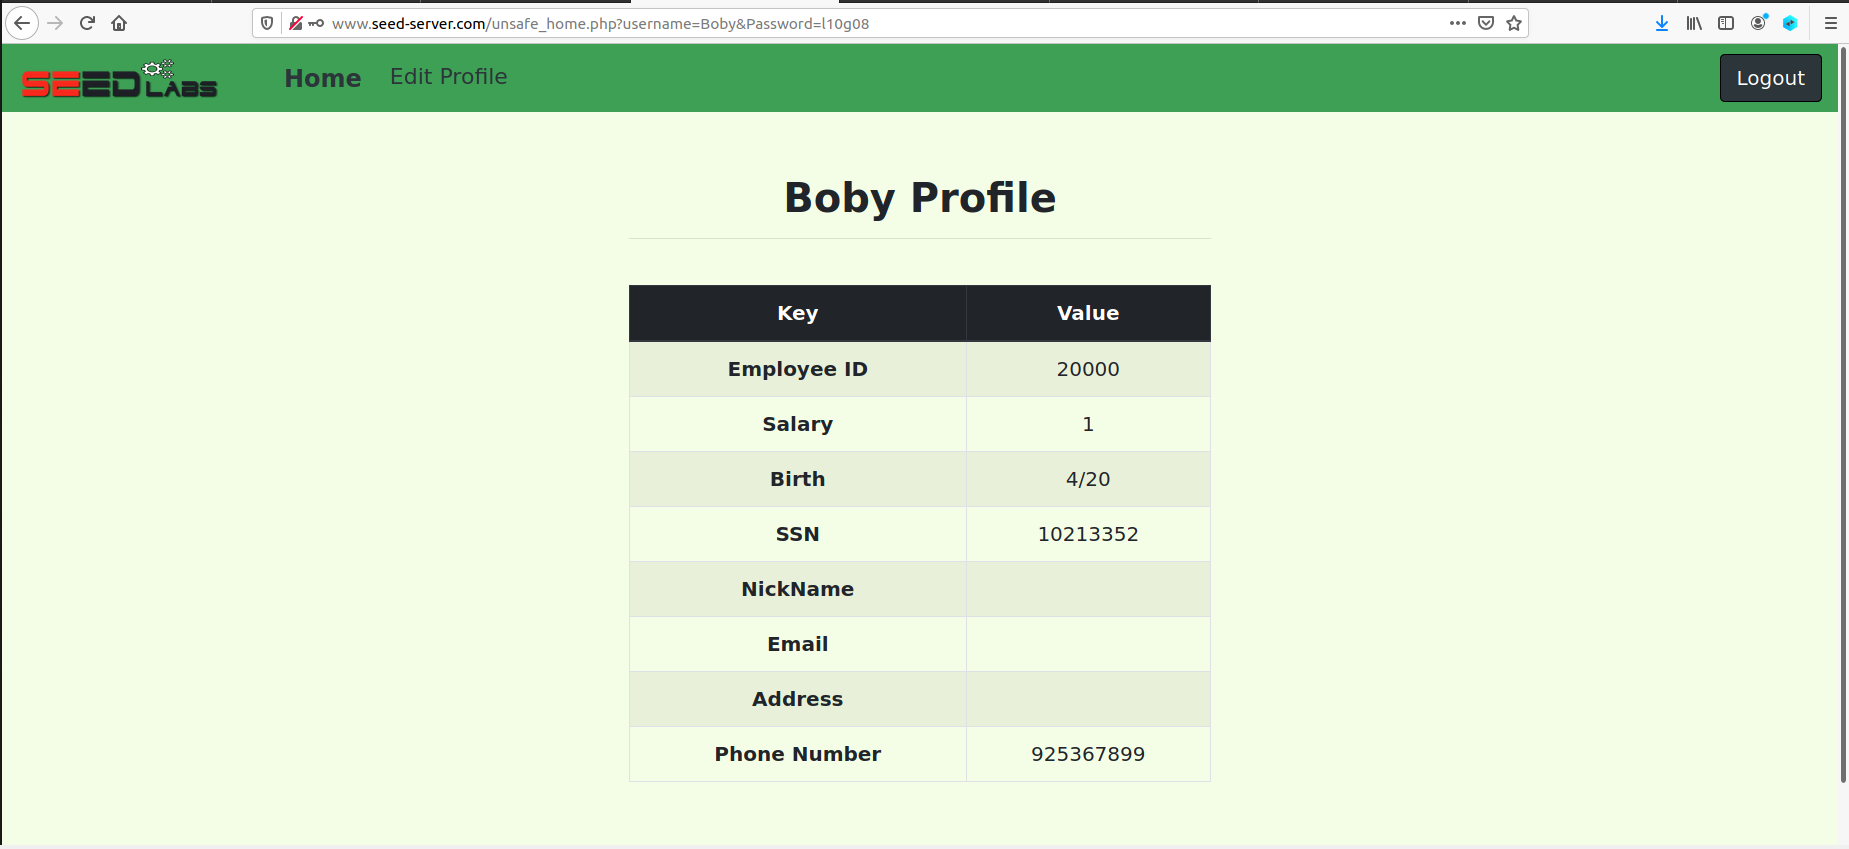 www.seed-server.com/unsafe_home.php?username=Boby&Password=l10g08
SEED LABS Home Edit Profile Logout
Boby Profile
Key Value
Employee ID 20000
Salary 1
Birth 4/20
SSN 10213352
NickName
Email
Address
Phone Number 925367899